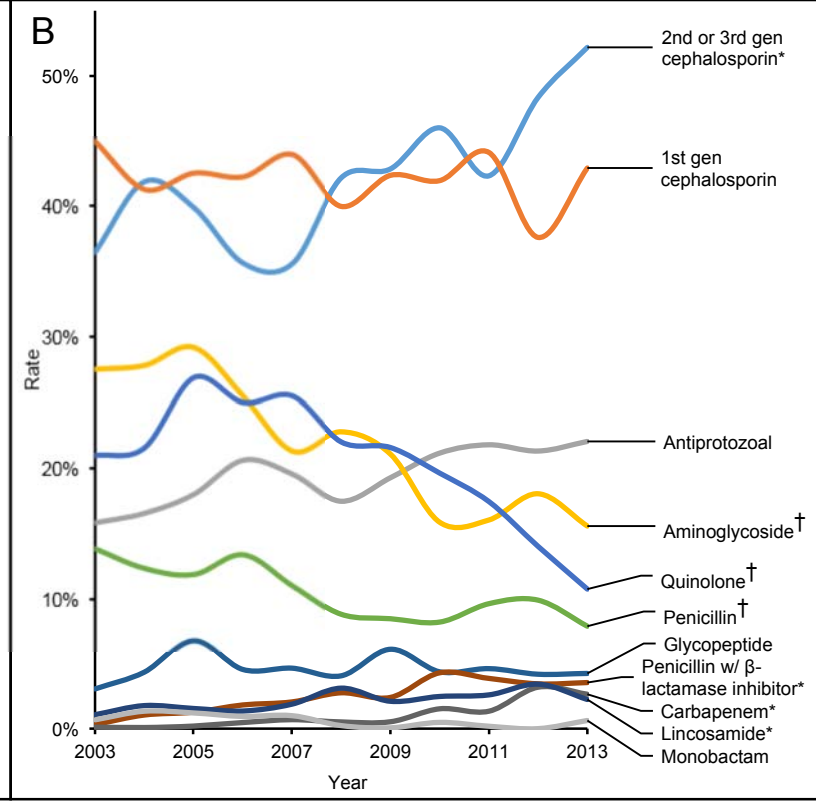 B
2nd or 3rd gen
cephalosporin*
1st gen
cephalosporin
50%
40%
30%
20%
10%
0%
Rate
Antiprotozoal
Aminoglycoside†
Quinolone†
Penicillin†
Glycopeptide
Penicillin w/ β-
lactamase inhibitor*
Carbapenem*
Lincosamide*
Monobactam
2003 2005 2007 2009 2011 2013
Year